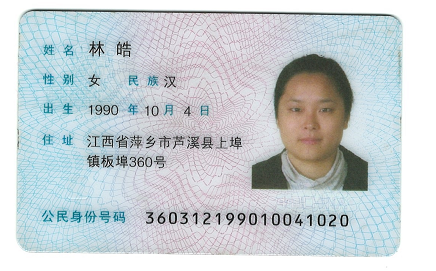 姓名 林皓
性别 女 民族 汉
出生 1990 年 10 月 4 日
住址 江西省萍乡市芦溪县上埠
镇板埠360号
公民身份号码 360312199010041020